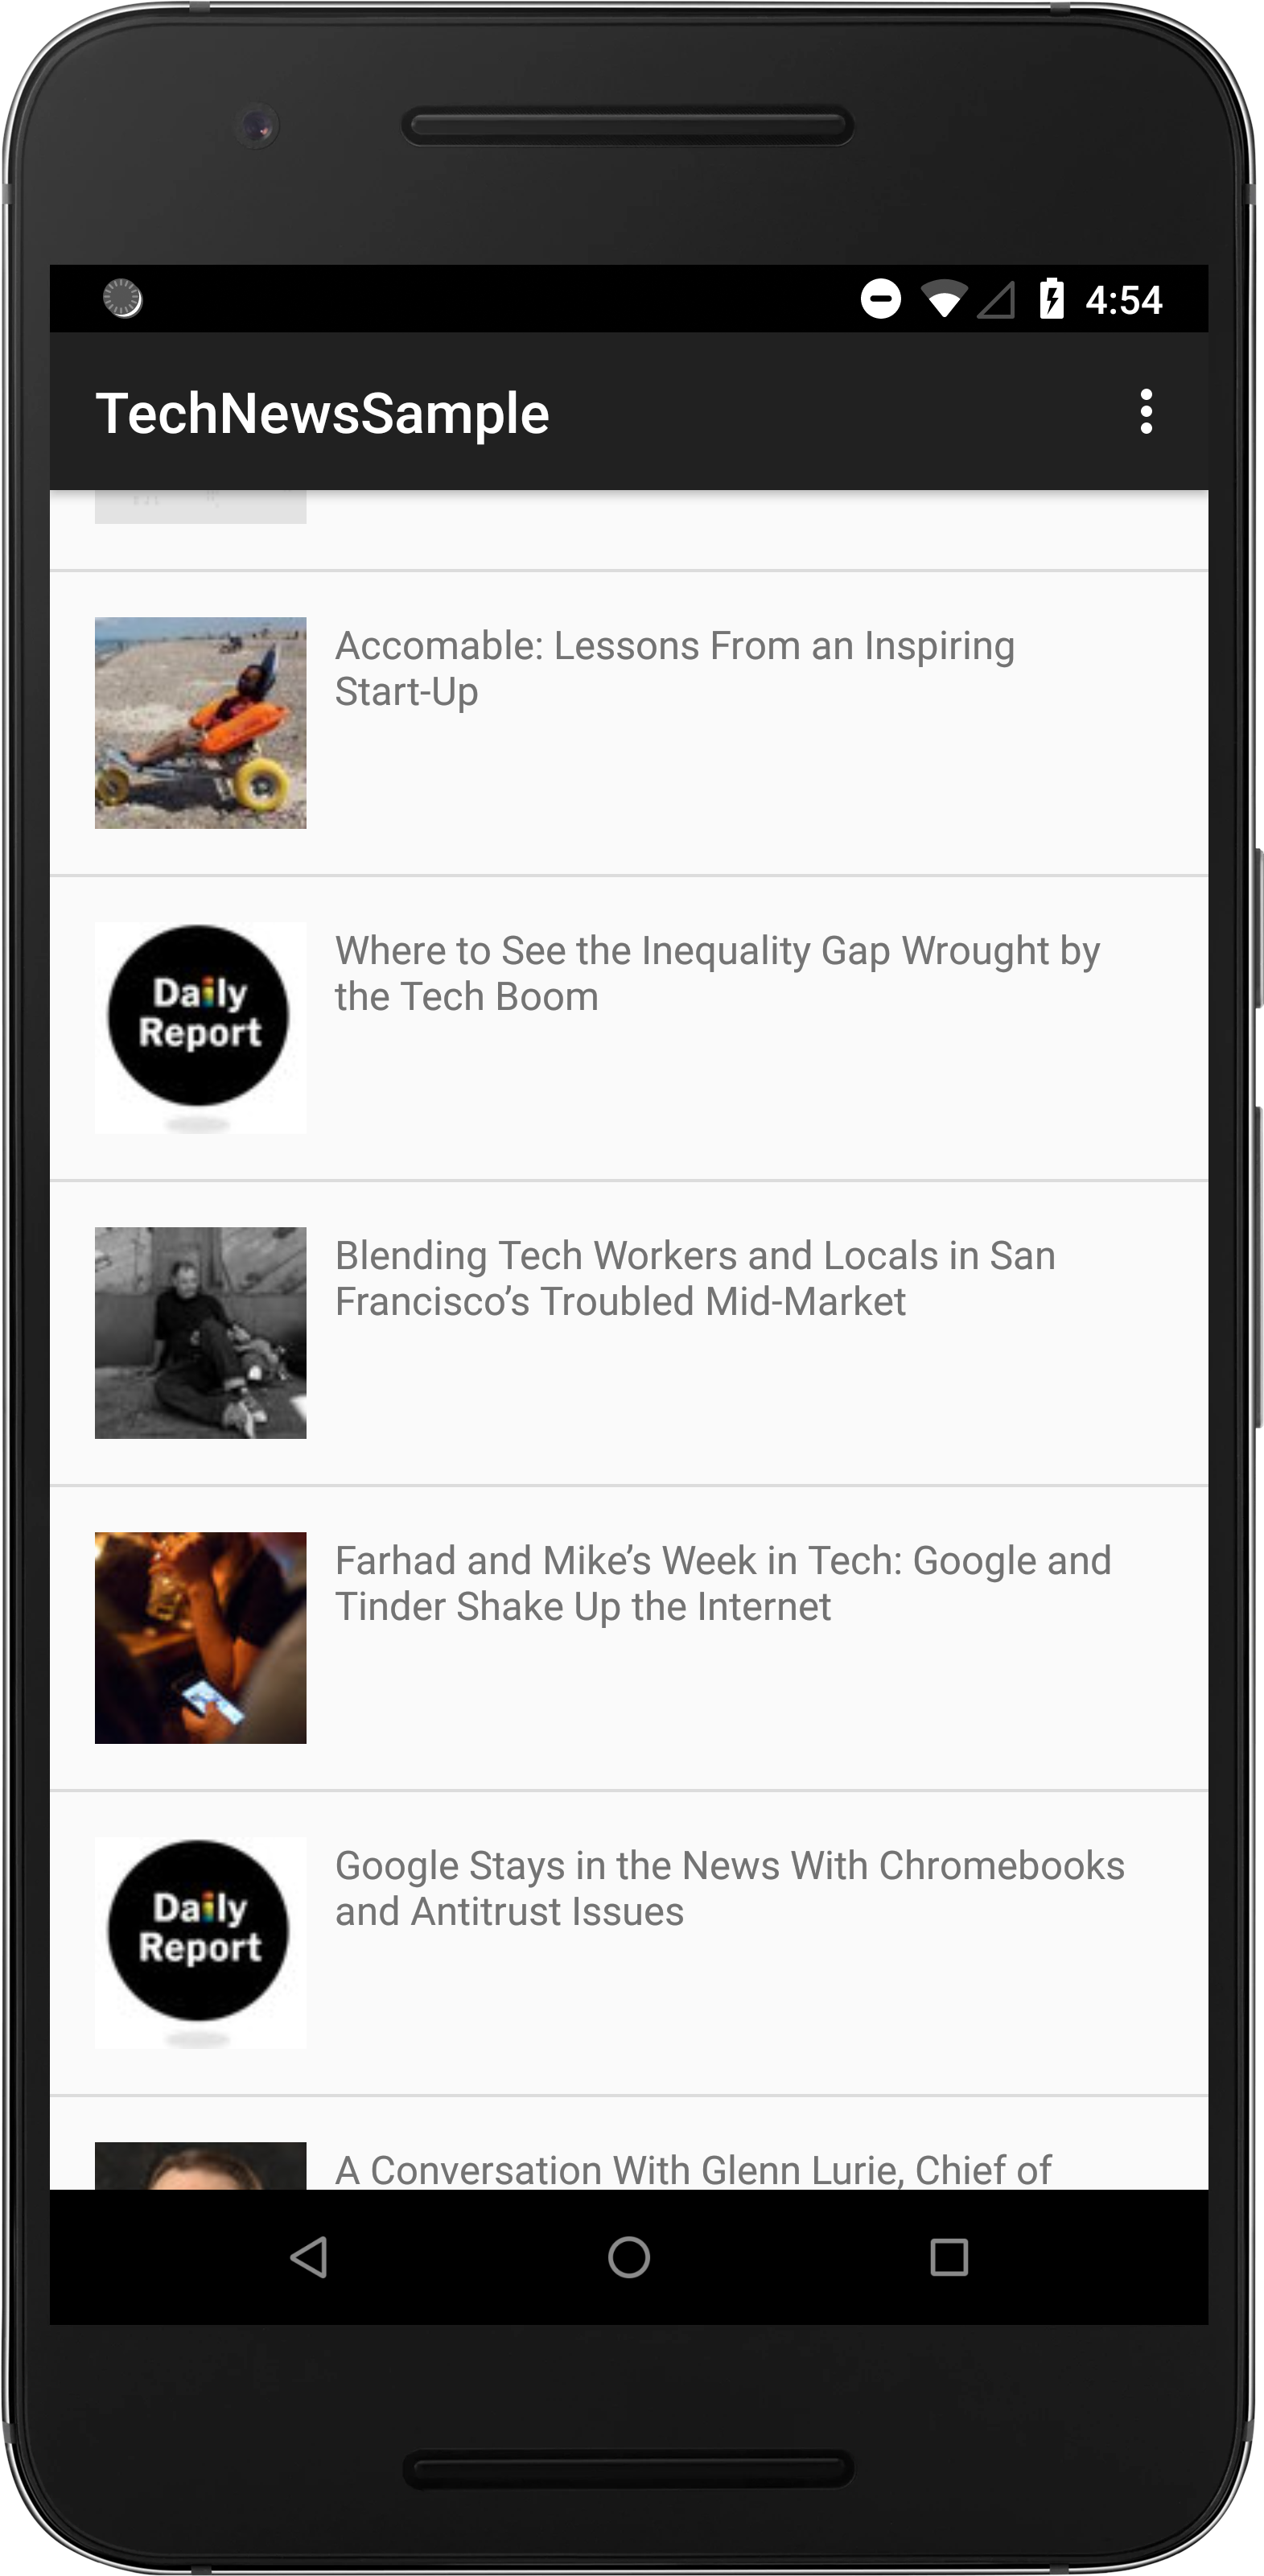 4:54
TechNewsSample
Accomable: Lessons From an Inspiring
Start-Up
Daily
Report
Where to See the Inequality Gap Wrought by
the Tech Boom
Blending Tech Workers and Locals in San
Francisco’s Troubled Mid-Market
Farhad and Mike’s Week in Tech: Google and
Tinder Shake Up the Internet
Daily
Report
Google Stays in the News With Chromebooks
and Antitrust Issues
A Conversation With Glenn Lurie, Chief of